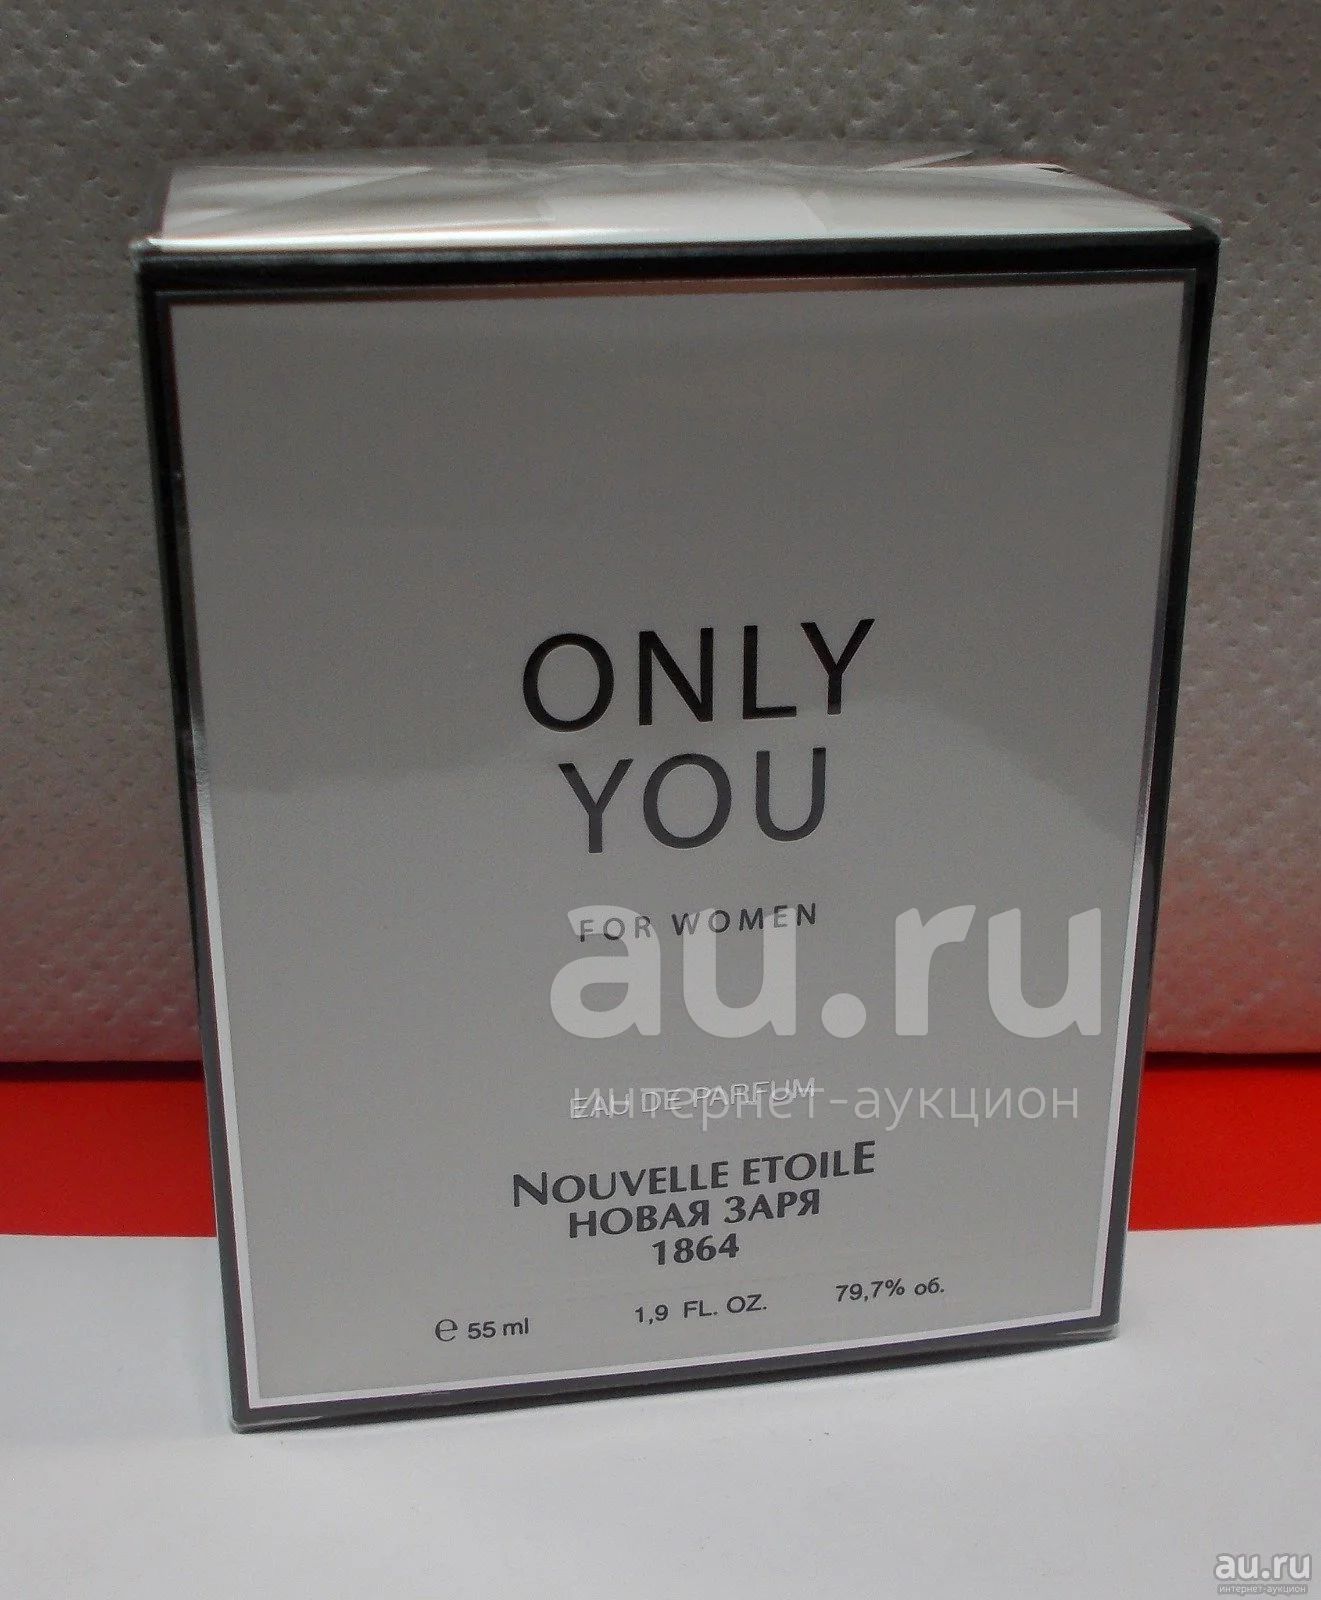 ONLY
YOU
FOR WOMEN
au.ru
EAU DE PARFUM
интернет-аукцион
NOUVELLE ETOILE
НОВАЯ ЗАРЯ
1864
℮ 55 ml 1,9 FL. OZ. 79,7% об.
au.ru
интернет-аукцион